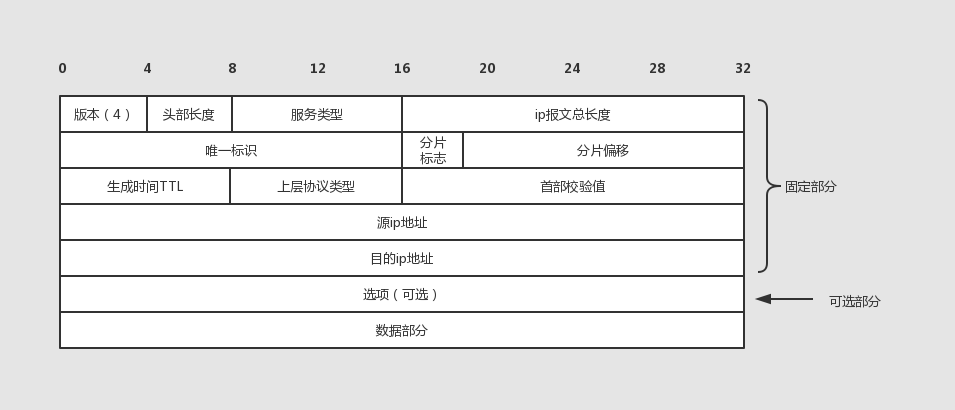 0 4 8 12 16 20 24 28 32
版本（4） 头部长度 服务类型 ip报文总长度
唯一标识 分片 分片偏移
标志
生成时间TTL 上层协议类型 首部校验值
固定部分
源ip地址
目的ip地址
选项（可选）
可选部分
数据部分